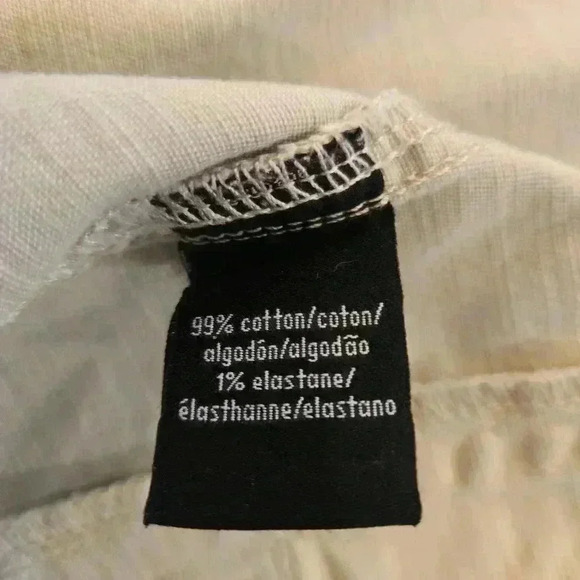 99% cotton/coton/
algodón/algodão
1% elastane/
élasthanne/elastano